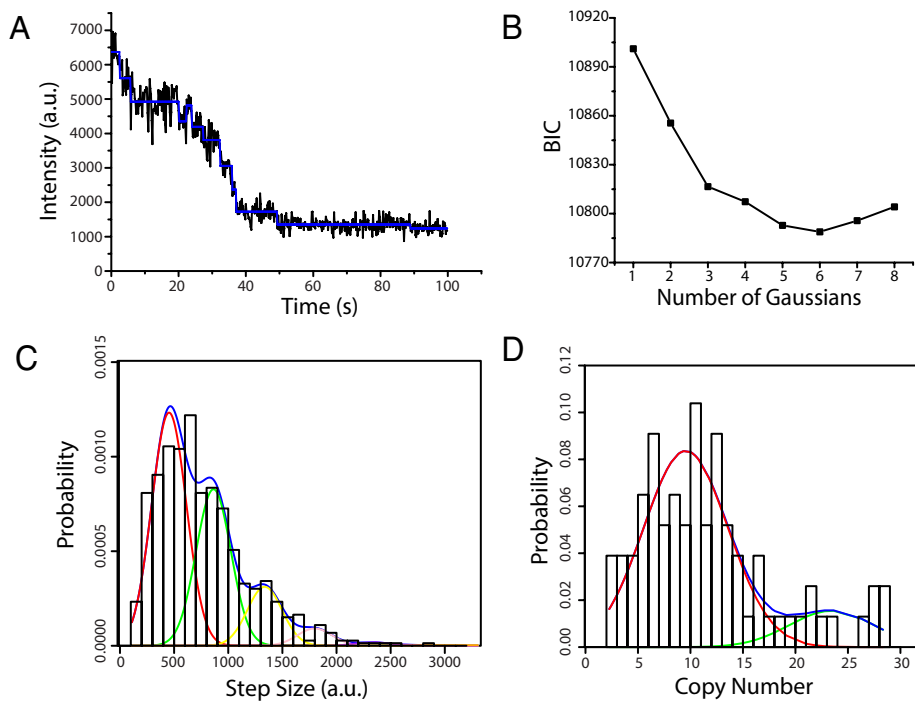 A
7000
6000
5000
4000
3000
2000
1000
0
Intensity (a.u.)
0 20 40 60 80 100
Time (s)
B
10920
10890
10860
10830
10800
10770
BIC
1 2 3 4 5 6 7 8
Number of Gaussians
C
0.0015
0.0010
0.0005
0.0000
Probability
0 500 1000 1500 2000 2500 3000
Step Size (a.u.)
D
0.12
0.10
0.08
0.06
0.04
0.02
0.00
Probability
0 5 10 15 20 25 30
Copy Number